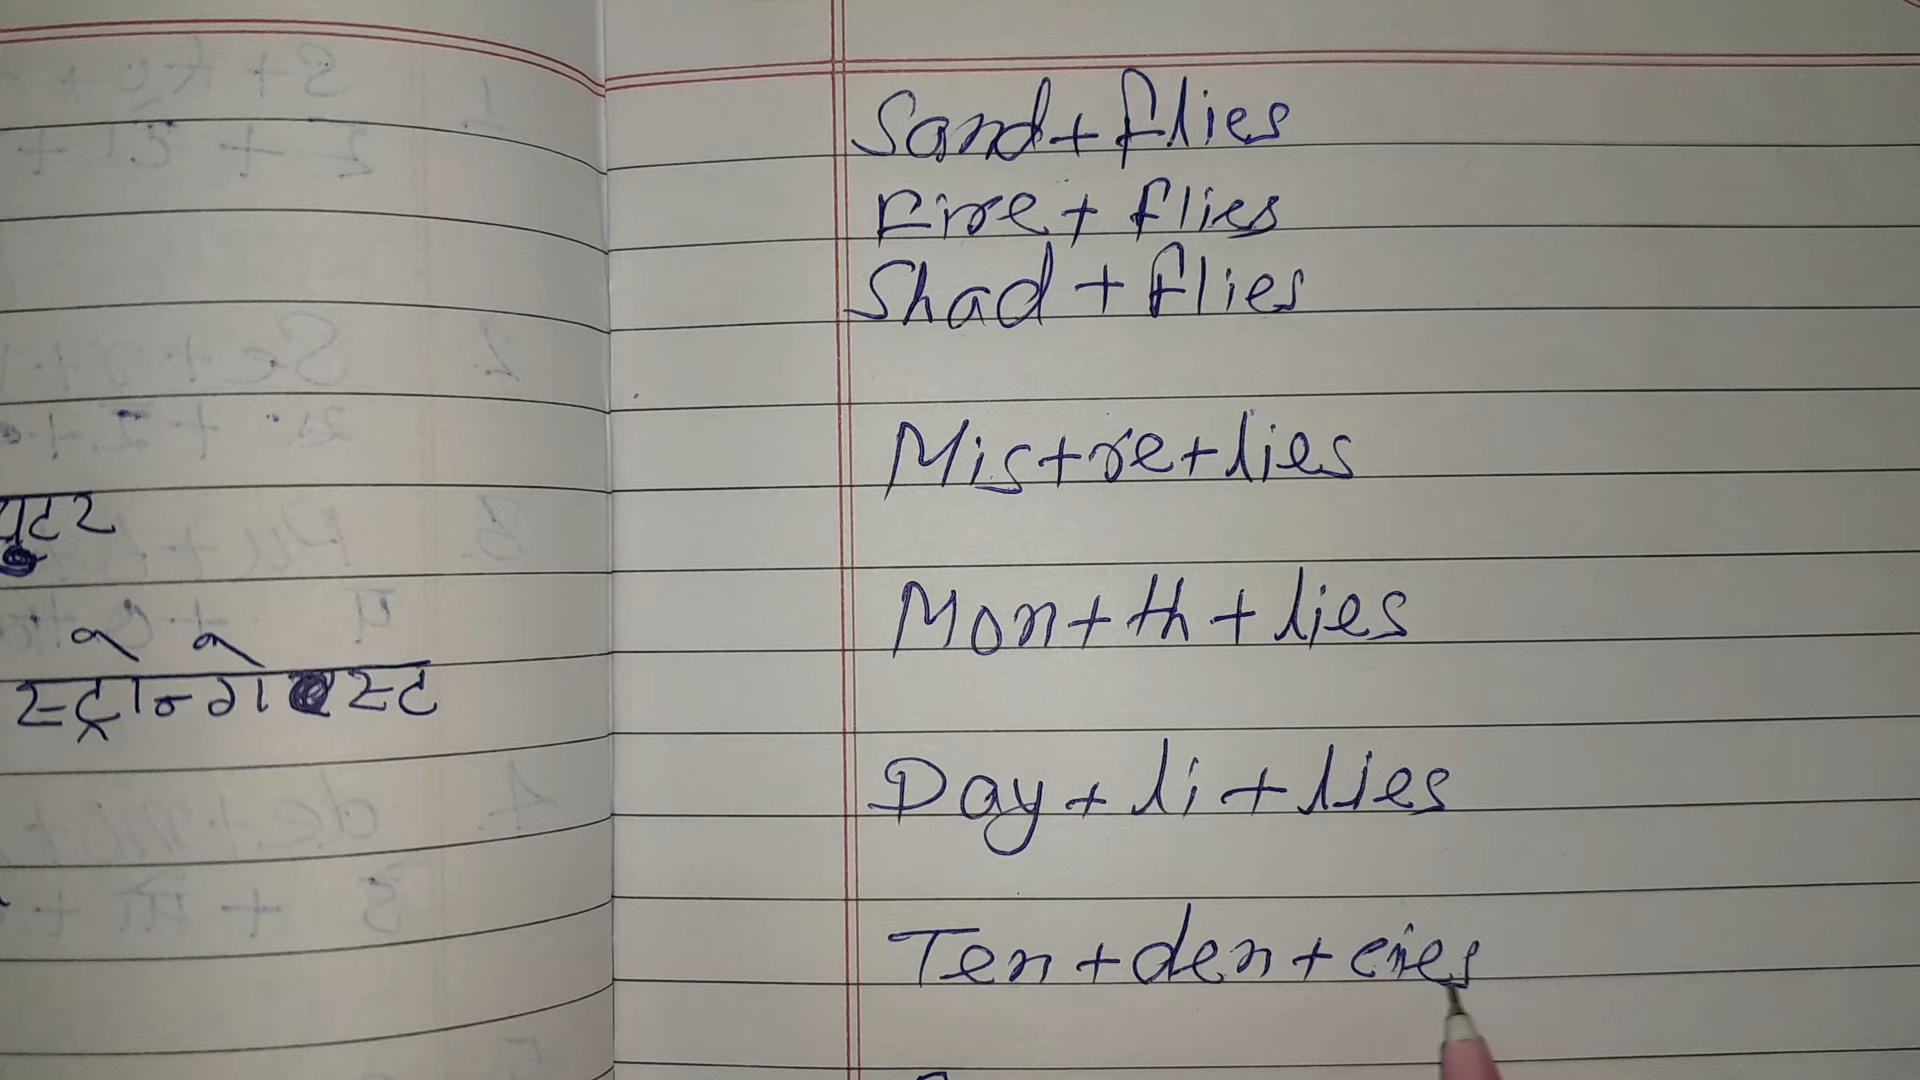 स्ट्रोन्गेस्ट
Sand + flies
Fire + flies
Shad + flies
Mis + re + lies
Mon + th + lies
Day + li + lies
Ten + den + cies